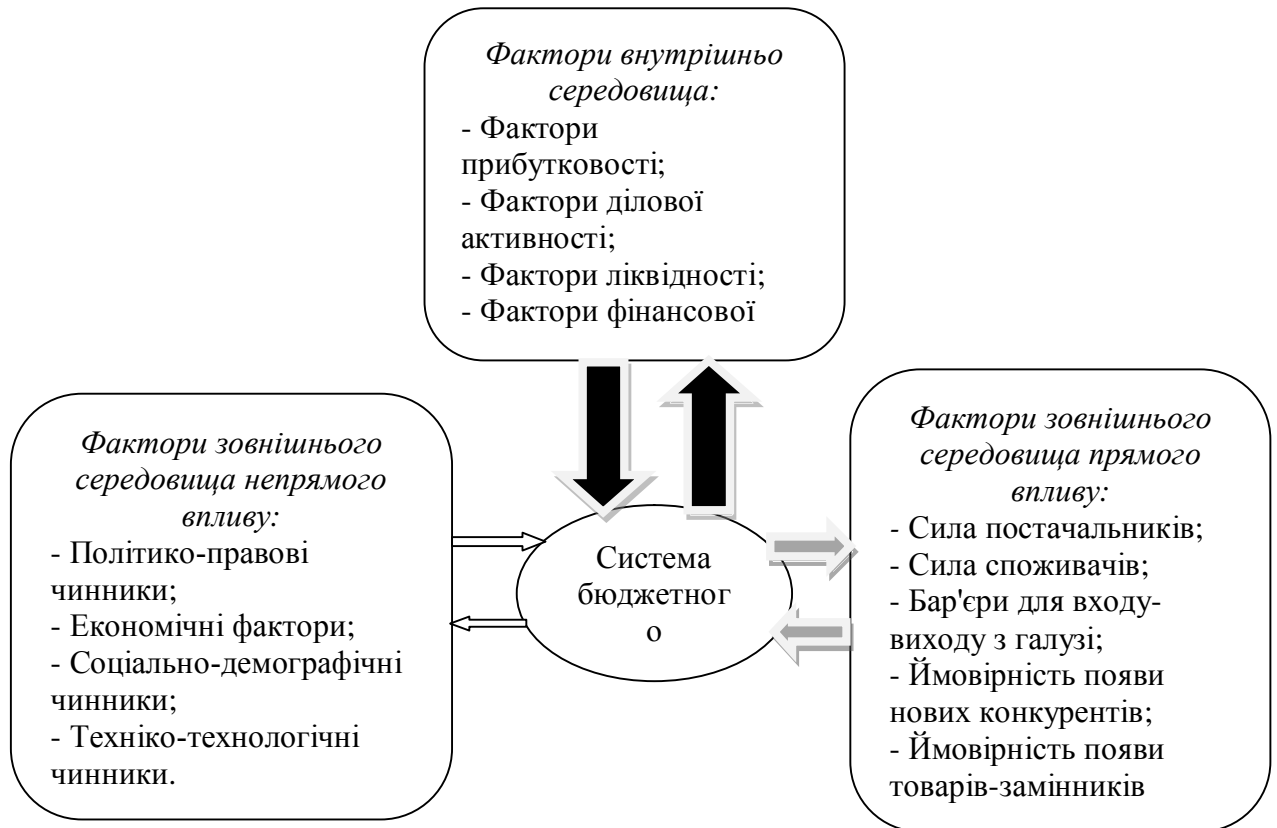 Фактори внутрішньо
середовища:
- Фактори
прибутковості;
- Фактори ділової
активності;
- Фактори ліквідності;
- Фактори фінансової
Фактори зовнішнього
середовища непрямого
впливу:
- Політико-правові
чинники;
- Економічні фактори;
- Соціально-демографічні
чинники;
- Техніко-технологічні
чинники.
Система
бюджетног
о
Фактори зовнішнього
середовища прямого
впливу:
- Сила постачальників;
- Сила споживачів;
- Бар'єри для входу-
виходу з галузі;
- Ймовірність появи
нових конкурентів;
- Ймовірність появи
товарів-замінників